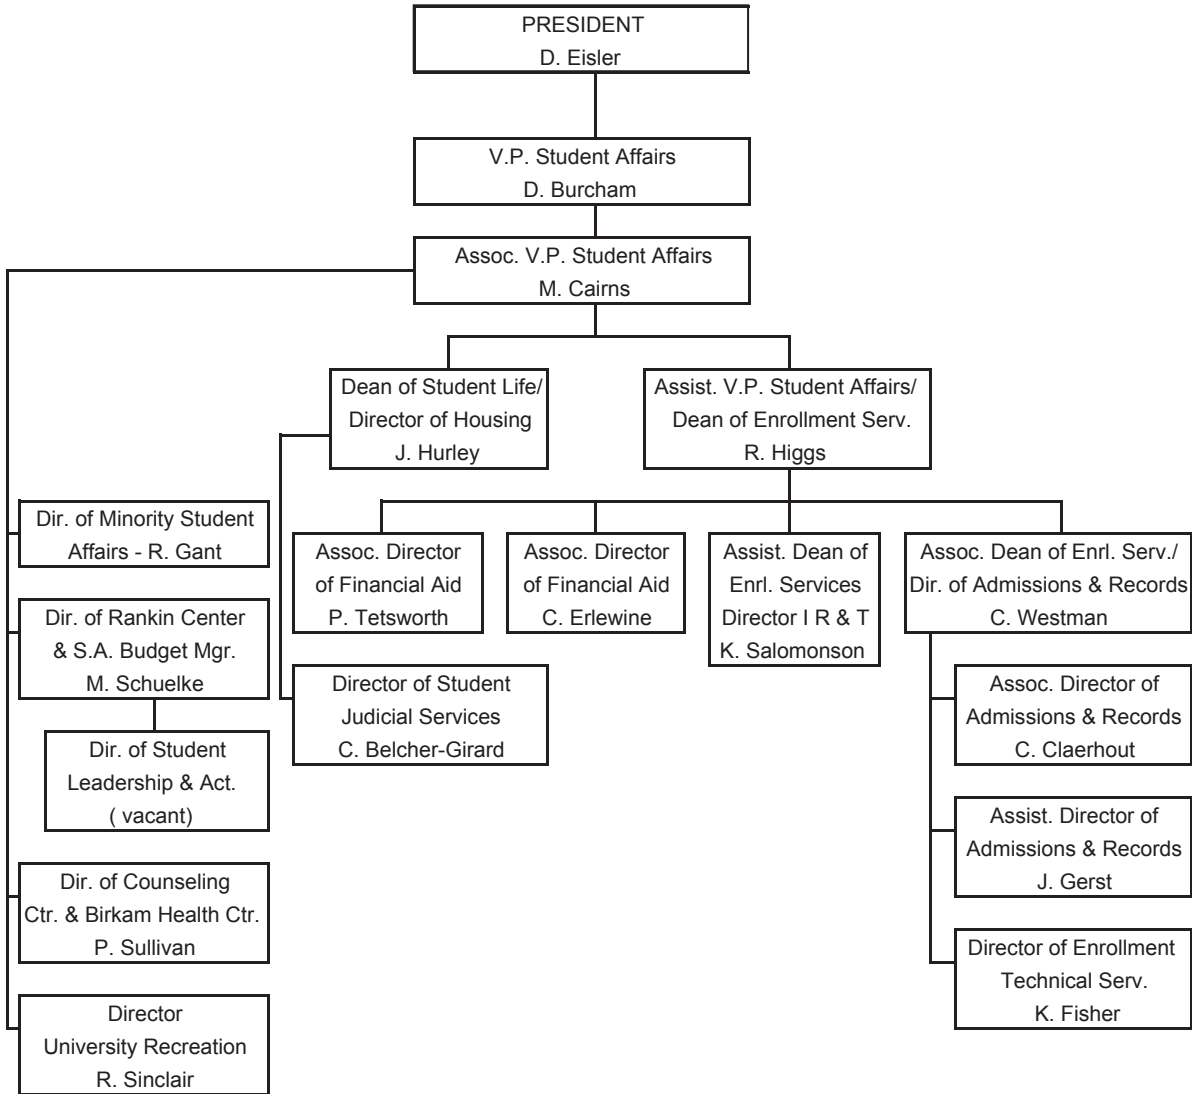 PRESIDENT
D. Eisler
V.P. Student Affairs
D. Burcham
Assoc. V.P. Student Affairs
M. Cairns
Dean of Student Life/
Director of Housing
J. Hurley
Assist. V.P. Student Affairs/
Dean of Enrollment Serv.
R. Higgs
Dir. of Minority Student
Affairs - R. Gant
Dir. of Rankin Center
& S.A. Budget Mgr.
M. Schuelke
Dir. of Student
Leadership & Act.
( vacant)
Dir. of Counseling
Ctr. & Birkam Health Ctr.
P. Sullivan
Director
University Recreation
R. Sinclair
Director of Student
Judicial Services
C. Belcher-Girard
Assoc. Director
of Financial Aid
P. Tetsworth
Assoc. Director
of Financial Aid
C. Erlewine
Assist. Dean of
Enrl. Services
Director I R & T
K. Salomonson
Assoc. Dean of Enrl. Serv./
Dir. of Admissions & Records
C. Westman
Assoc. Director of
Admissions & Records
C. Claerhout
Assist. Director of
Admissions & Records
J. Gerst
Director of Enrollment
Technical Serv.
K. Fisher